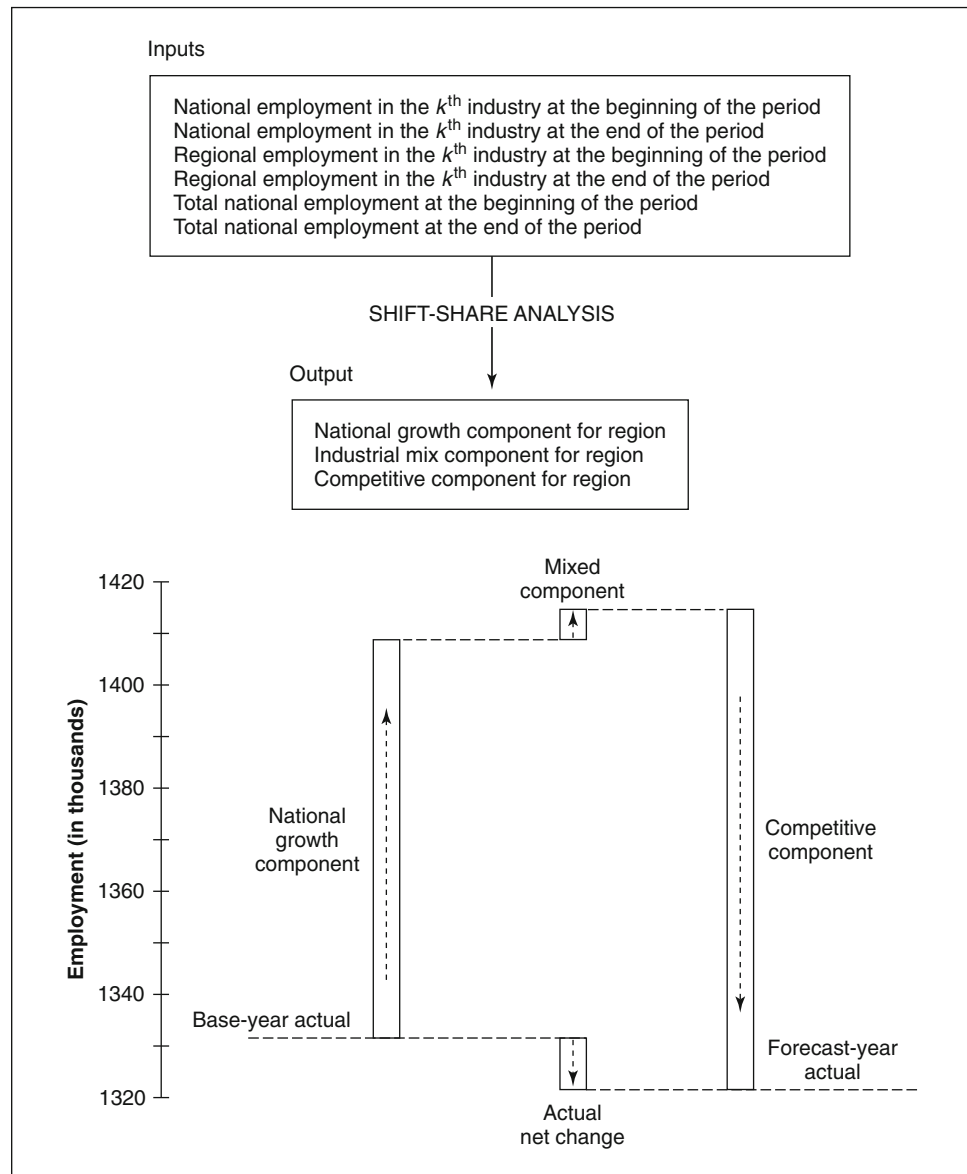 Inputs
National employment in the kth industry at the beginning of the period
National employment in the kth industry at the end of the period
Regional employment in the kth industry at the beginning of the period
Regional employment in the kth industry at the end of the period
Total national employment at the beginning of the period
Total national employment at the end of the period
SHIFT-SHARE ANALYSIS
Output
National growth component for region
Industrial mix component for region
Competitive component for region
Employment (in thousands)
1420
1400
1380
1360
1340
1320
Mixed
component
National
growth
component
Competitive
component
Base-year actual
Forecast-year
actual
Actual
net change